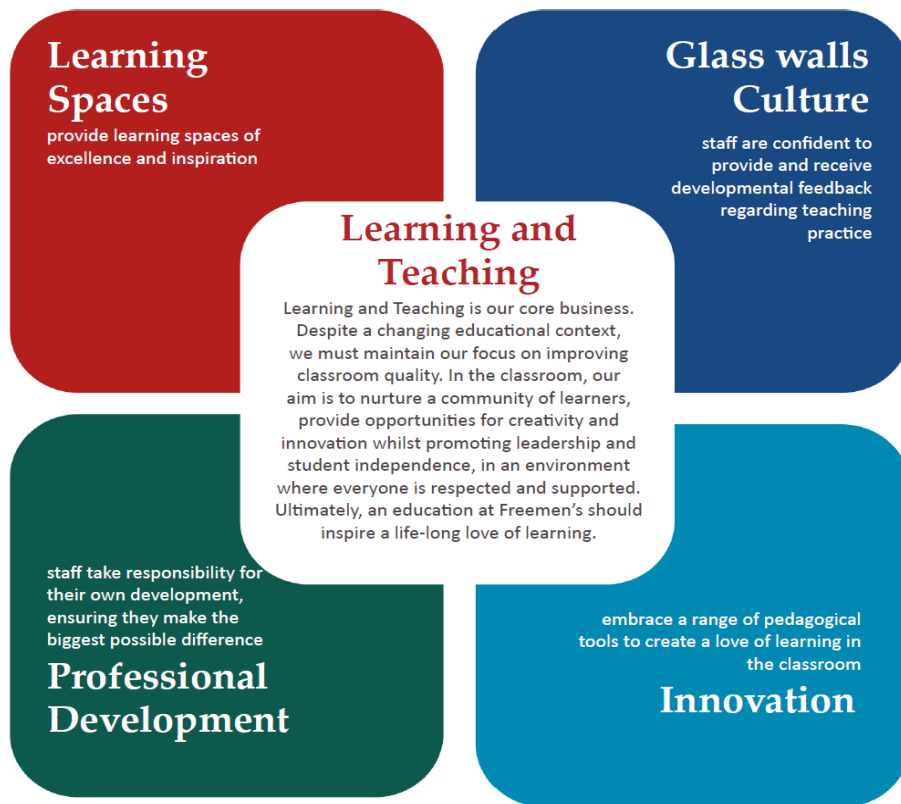 Learning
Spaces
provide learning spaces of
excellence and inspiration
Glass walls
Culture
staff are confident to
provide and receive
developmental feedback
regarding teaching
practice
Learning and
Teaching
Learning and Teaching is our core business.
Despite a changing educational context,
we must maintain our focus on improving
classroom quality. In the classroom, our
aim is to nurture a community of learners,
provide opportunities for creativity and
innovation whilst promoting leadership and
student independence, in an environment
where everyone is respected and supported.
Ultimately, an education at Freemen’s should
inspire a life-long love of learning.
staff take responsibility for
their own development,
ensuring they make the
biggest possible difference
Professional
Development
embrace a range of pedagogical
tools to create a love of learning in
the classroom
Innovation